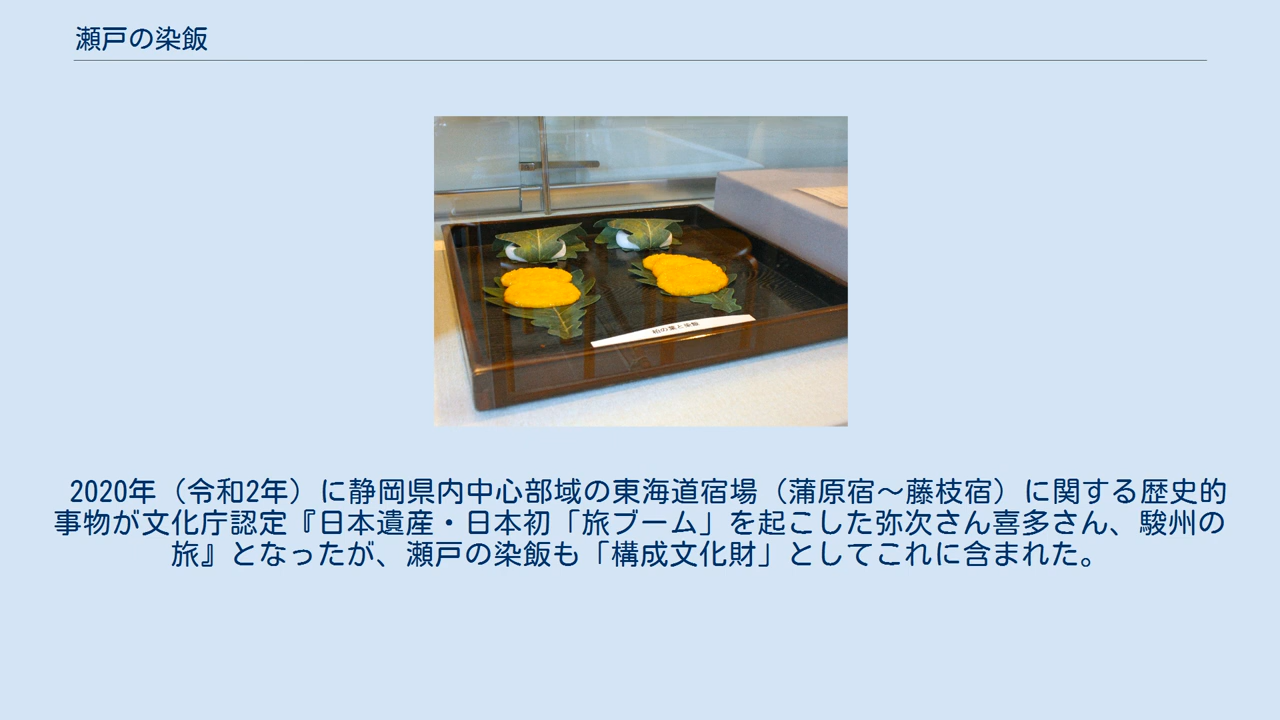 瀬戸の染飯
2020年（令和2年）に静岡県内中心部域の東海道宿場（蒲原宿～藤枝宿）に関する歴史的
事物が文化庁認定『日本遺産・日本初「旅ブーム」を起こした弥次さん喜多さん、駿州の
旅』となったが、瀬戸の染飯も「構成文化財」としてこれに含まれた。